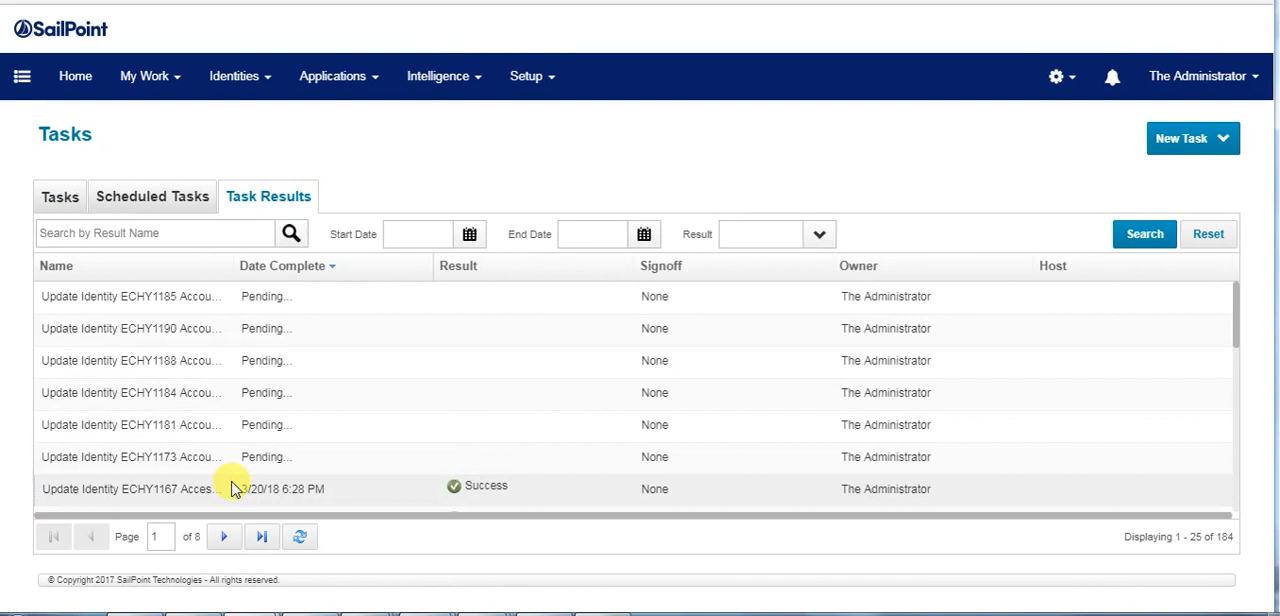 SailPoint
Home My Work Identities Applications Intelligence Setup The Administrator
Tasks
New Task
Tasks Scheduled Tasks Task Results
Search by Result Name Start Date End Date Result Search Reset
Name Date Complete Result Signoff Owner Host
Update Identity ECHY1185 Accou... Pending... None The Administrator
Update Identity ECHY1190 Accou... Pending... None The Administrator
Update Identity ECHY1188 Accou... Pending... None The Administrator
Update Identity ECHY1184 Accou... Pending... None The Administrator
Update Identity ECHY1181 Accou... Pending... None The Administrator
Update Identity ECHY1173 Accou... Pending... None The Administrator
Update Identity ECHY1167 Acces... 3/20/18 6:28 PM Success None The Administrator
Page 1 of 8 Displaying 1 - 25 of 184
© Copyright 2017 SailPoint Technologies - All rights reserved.